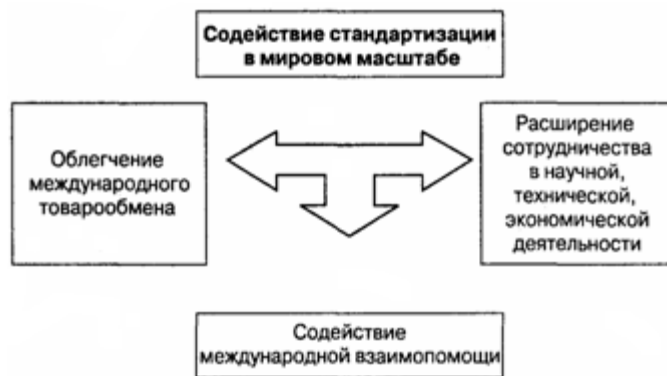 Содействие стандартизации
в мировом масштабе
Облегчение
международного
товарообмена
Расширение
сотрудничества
в научной,
технической,
экономической
деятельности
Содействие
международной взаимопомощи